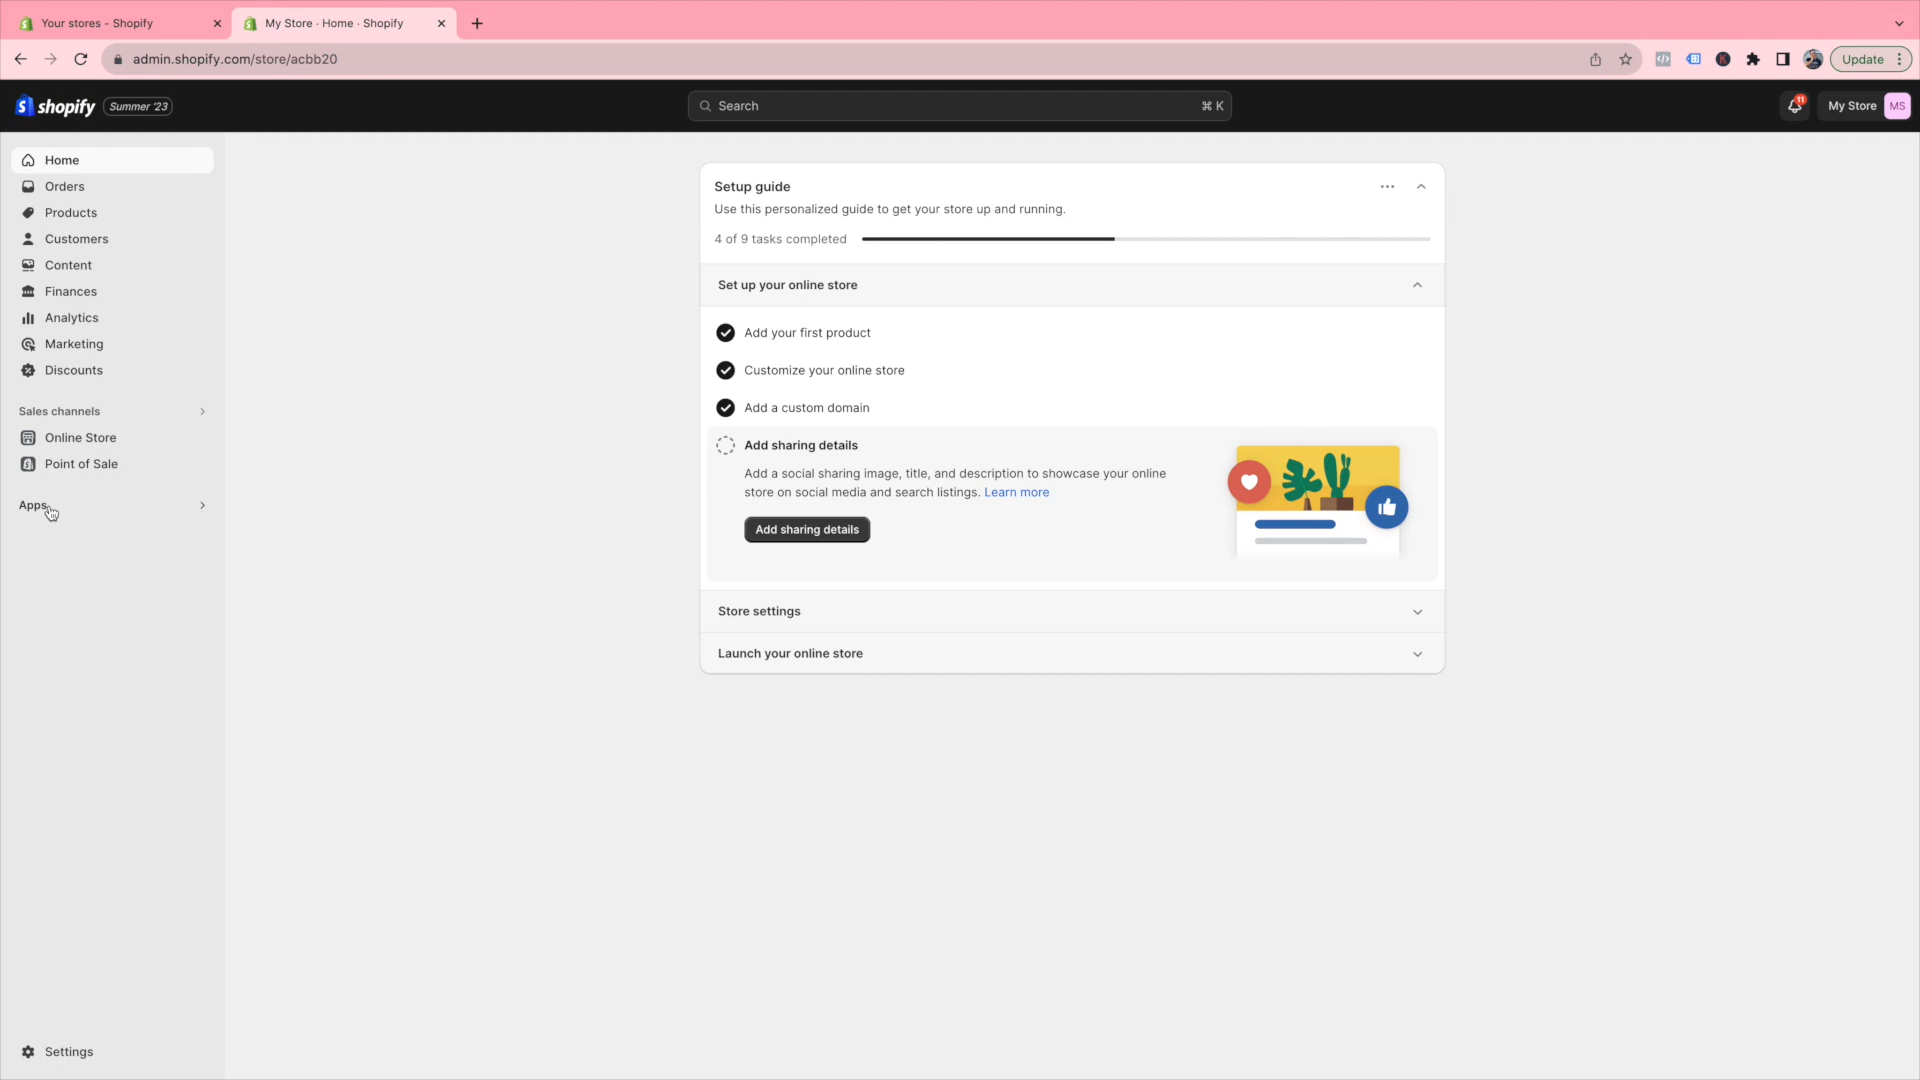 Your stores - Shopify
My Store · Home · Shopify
admin.shopify.com/store/acbb20
Update
shopify
Summer '23
Search
⌘ K
11
My Store
MS
Home
Orders
Products
Customers
Content
Finances
Analytics
Marketing
Discounts
Sales channels
Online Store
Point of Sale
Apps
Settings
Setup guide
Use this personalized guide to get your store up and running.
4 of 9 tasks completed
Set up your online store
Add your first product
Customize your online store
Add a custom domain
Add sharing details
Add a social sharing image, title, and description to showcase your online
store on social media and search listings. Learn more
Add sharing details
Store settings
Launch your online store